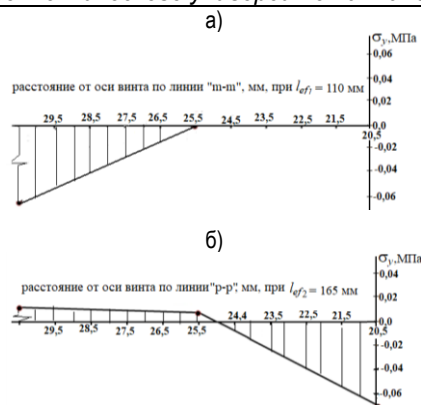 а)
σy,МПа
0,06
0,04
расстояние от оси винта по линии "m-m", мм, при lef1 = 110 мм
0,02
29,5 28,5 27,5 26,5 25,5 24,5 23,5 22,5 21,5 0,0
20,5
-0,02
-0,04
-0,06
б)
σy,МПа
0,04
расстояние от оси винта по линии"р-р", мм, при lef2 = 165 мм
0,02
0,0
29,5 28,5 27,5 26,5 25,5 24,4 23,5 22,5 21,5 20,5
-0,02
-0,04
-0,06